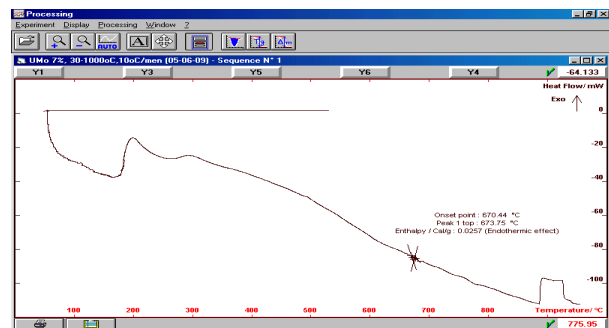 Processing
Experiment Display Processing Window ?
AUTO A
UMo 7%, 30-1000oC,10oC/men (05-06-09) - Sequence N° 1
Y1 Y3 Y5 Y6 Y4 -64.133
Heat Flow/ mW
Exo
0
-20
-40
-60
Onset point : 670.44 °C
Peak 1 top : 673.75 °C
Enthalpy / Cal/g : 0.0257 (Endothermic effect)
-80
-100
100 200 300 400 500 600 700 800 Temperature/ °C
775.95